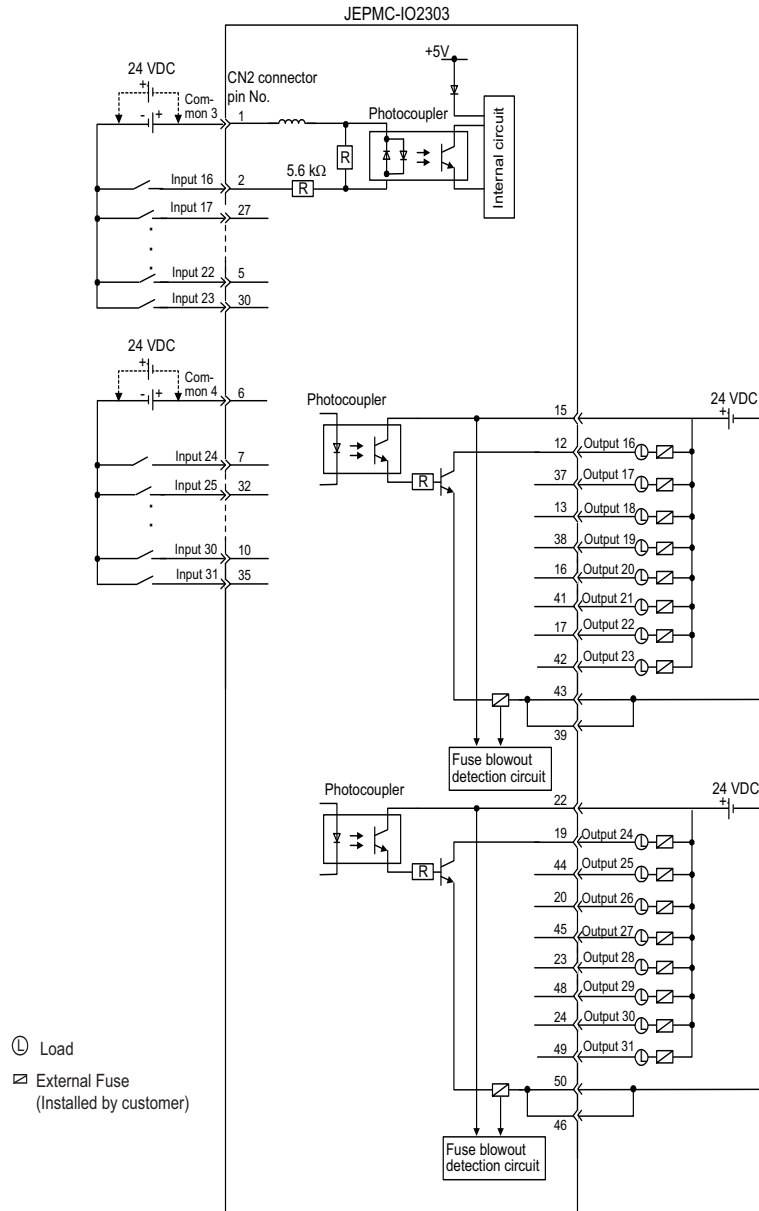 JEPMC-IO2303
+5V
24 VDC
+
CN2 connector
pin No.
Com-
mon 3
- +
1
Photocoupler
R
Internal circuit
5.6 kΩ
R
Input 16
2
Input 17
27
Input 22
5
Input 23
30
24 VDC
+
Com-
mon 4
- +
6
Input 24
7
Input 25
32
Input 30
10
Input 31
35
Photocoupler
15
24 VDC
+
12 Output 16 L
R
37 Output 17 L
13 Output 18 L
38 Output 19 L
16 Output 20 L
41 Output 21 L
17 Output 22 L
42 Output 23 L
43
39
Fuse blowout
detection circuit
Photocoupler
22
24 VDC
+
19 Output 24 L
R
44 Output 25 L
20 Output 26 L
45 Output 27 L
23 Output 28 L
48 Output 29 L
24 Output 30 L
49 Output 31 L
50
46
Fuse blowout
detection circuit
L Load
External Fuse
(Installed by customer)